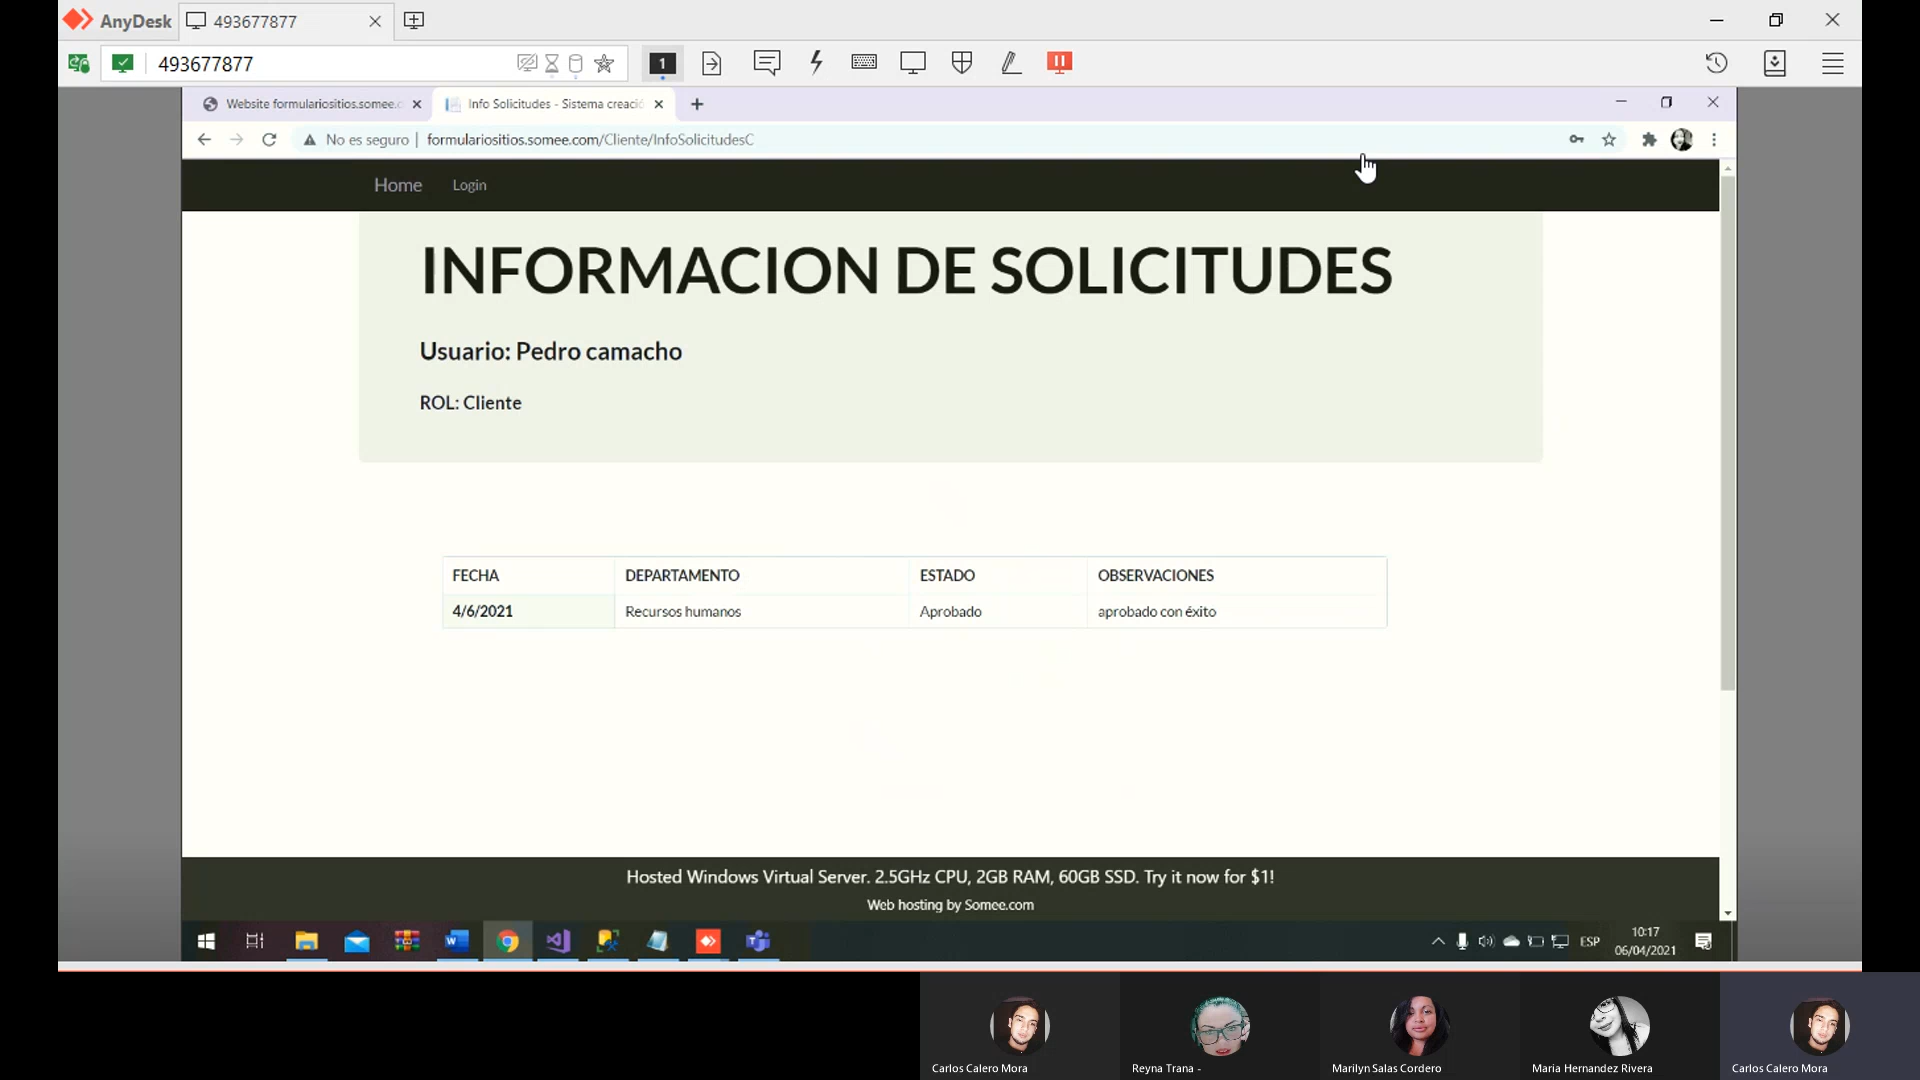 AnyDesk 493677877
493677877 1
Website formulariositios.somee.c Info Solicitudes - Sistema creació
No es seguro | formulariositios.somee.com/Cliente/InfoSolicitudesC
Home Login
INFORMACION DE SOLICITUDES
Usuario: Pedro camacho
ROL: Cliente
FECHA DEPARTAMENTO ESTADO OBSERVACIONES
4/6/2021 Recursos humanos Aprobado aprobado con éxito
Hosted Windows Virtual Server. 2.5GHz CPU, 2GB RAM, 60GB SSD. Try it now for $1!
Web hosting by Somee.com
ESP 10:17
06/04/2021
Carlos Calero Mora Reyna Trana - Marilyn Salas Cordero Maria Hernandez Rivera Carlos Calero Mora